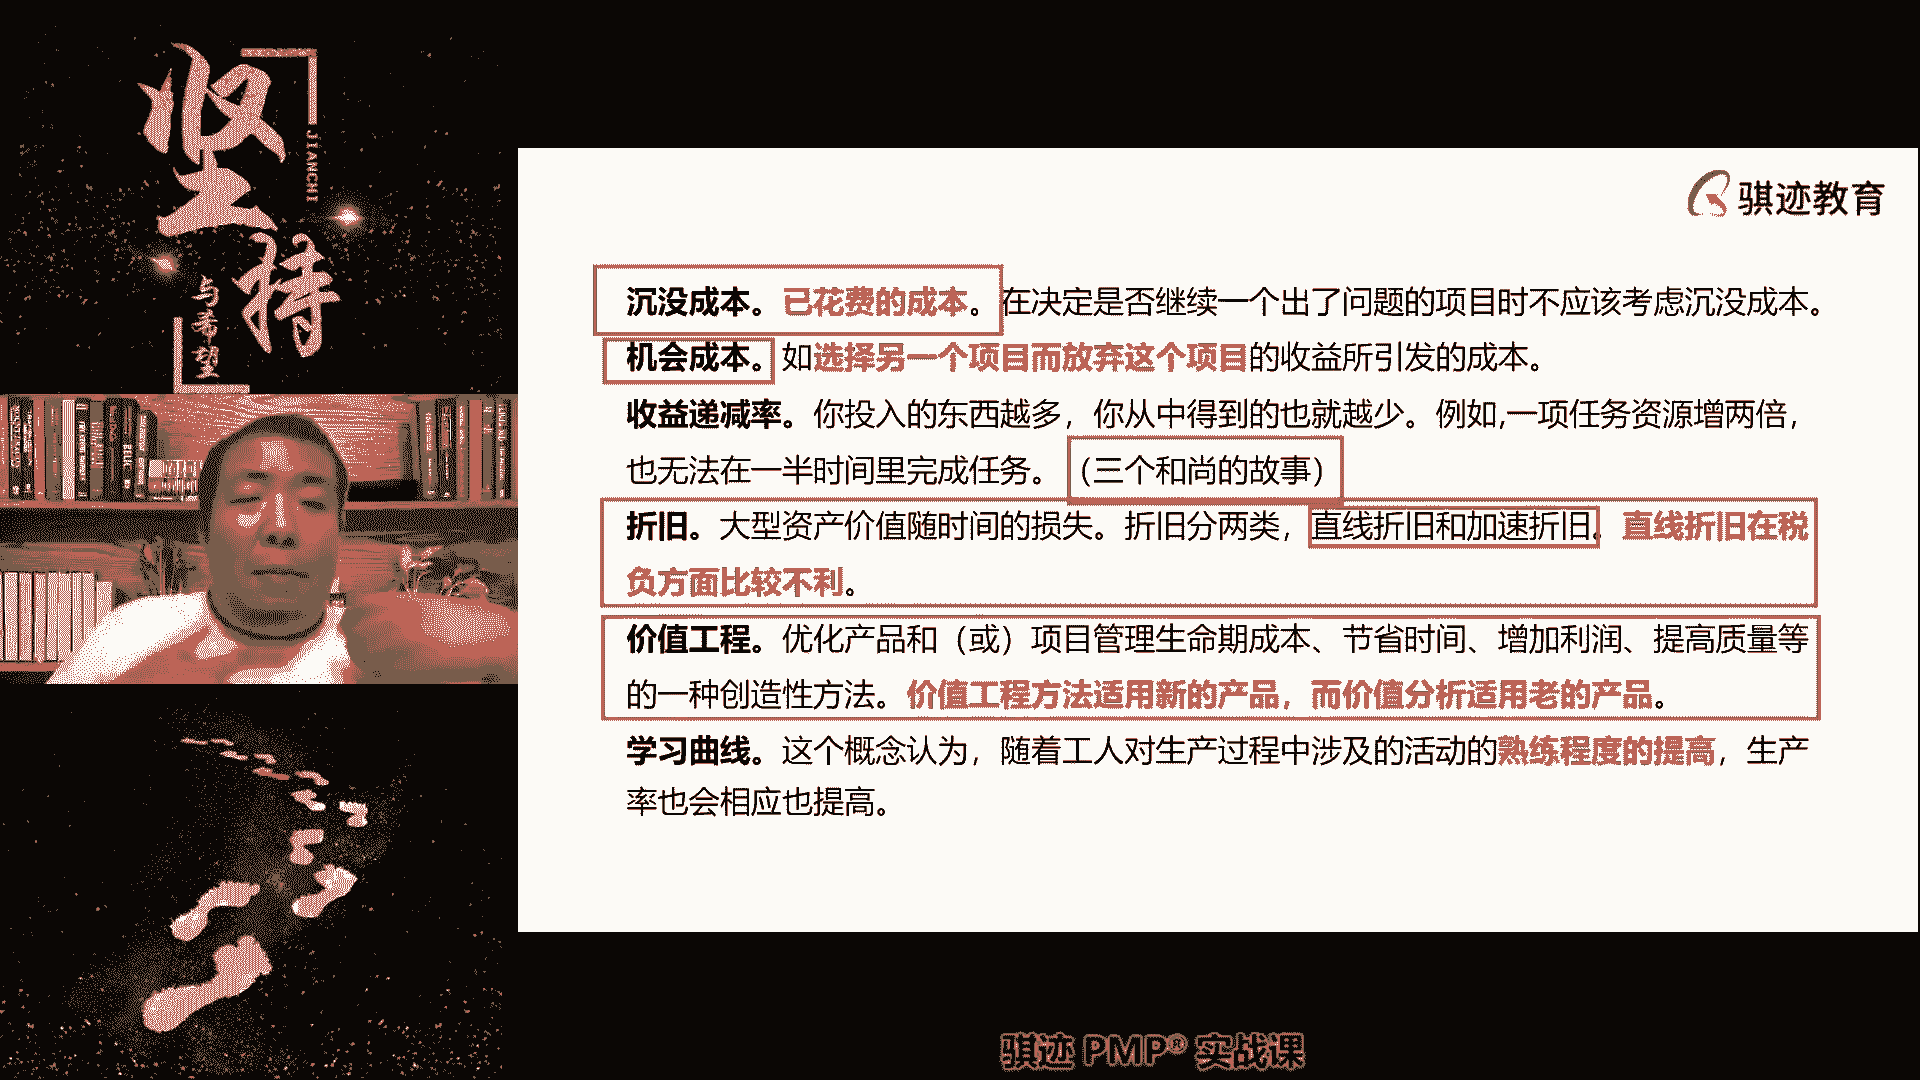 坚持
JIANCHI
与希望
骐迹教育
沉没成本。已花费的成本。在决定是否继续一个出了问题的项目时不应该考虑沉没成本。
机会成本。如选择另一个项目而放弃这个项目的收益所引发的成本。
收益递减率。你投入的东西越多，你从中得到的也就越少。例如,一项任务资源增两倍，
也无法在一半时间里完成任务。（三个和尚的故事）
折旧。大型资产价值随时间的损失。折旧分两类，直线折旧和加速折旧。直线折旧在税
负方面比较不利。
价值工程。优化产品和（或）项目管理生命期成本、节省时间、增加利润、提高质量等
的一种创造性方法。价值工程方法适用新的产品，而价值分析适用老的产品。
学习曲线。这个概念认为，随着工人对生产过程中涉及的活动的熟练程度的提高，生产
率也会相应也提高。
骐迹 PMP® 实战课